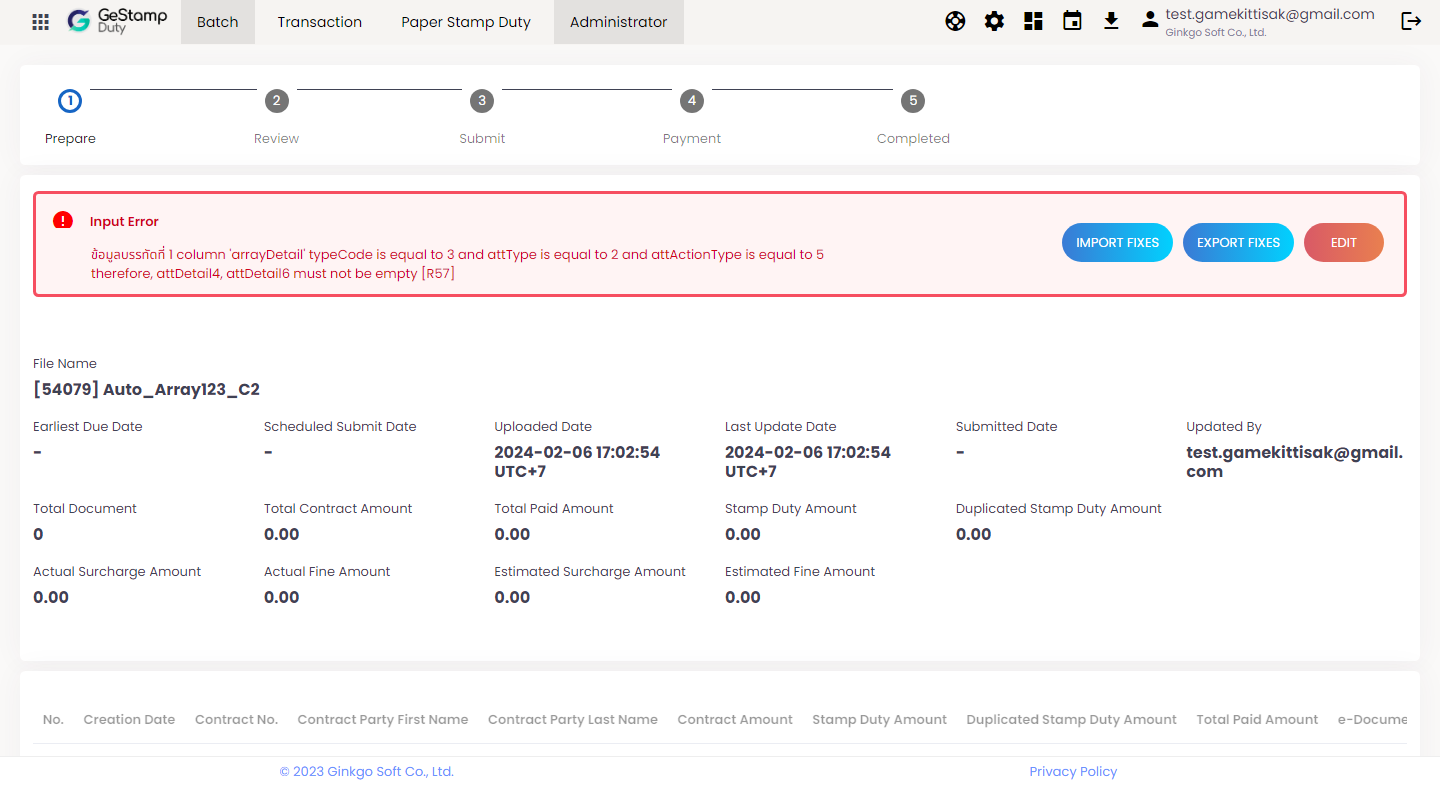 GeStamp
Duty
Batch
Transaction
Paper Stamp Duty
Administrator
test.gamekittisak@gmail.com
Ginkgo Soft Co., Ltd.
1
2
3
4
5
Prepare
Review
Submit
Payment
Completed
Input Error
ข้อมูลบรรทัดที่ 1 column 'arrayDetail' typeCode is equal to 3 and attType is equal to 2 and attActionType is equal to 5
therefore, attDetail4, attDetail6 must not be empty [R57]
IMPORT FIXES
EXPORT FIXES
EDIT
File Name
[54079] Auto_Array123_C2
Earliest Due Date
-
Scheduled Submit Date
-
Uploaded Date
2024-02-06 17:02:54
UTC+7
Last Update Date
2024-02-06 17:02:54
UTC+7
Submitted Date
-
Updated By
test.gamekittisak@gmail.
com
Total Document
0
Total Contract Amount
0.00
Total Paid Amount
0.00
Stamp Duty Amount
0.00
Duplicated Stamp Duty Amount
0.00
Actual Surcharge Amount
0.00
Actual Fine Amount
0.00
Estimated Surcharge Amount
0.00
Estimated Fine Amount
0.00
No.
Creation Date
Contract No.
Contract Party First Name
Contract Party Last Name
Contract Amount
Stamp Duty Amount
Duplicated Stamp Duty Amount
Total Paid Amount
e-Docume
© 2023 Ginkgo Soft Co., Ltd.
Privacy Policy